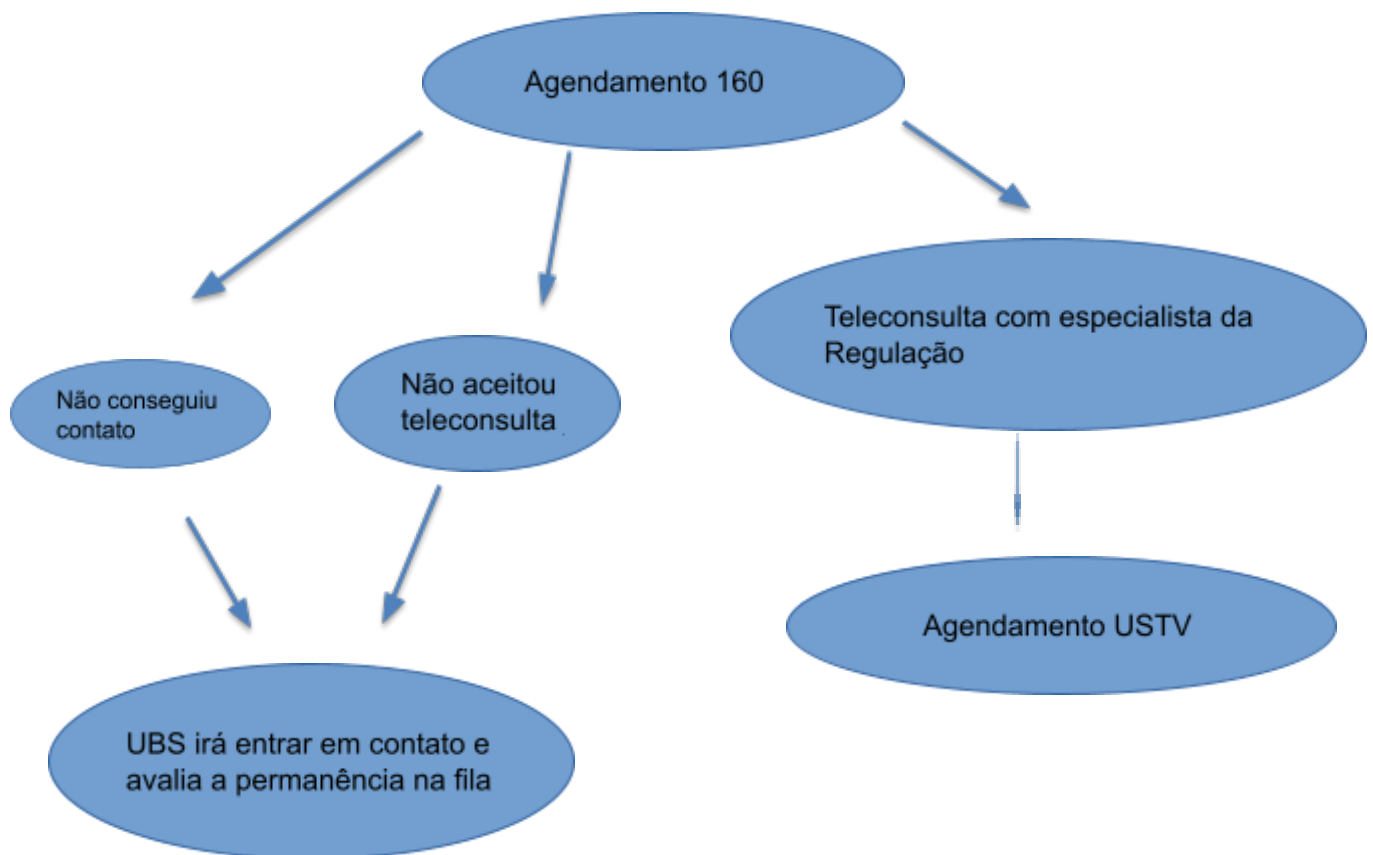 Agendamento 160
Teleconsulta com especialista da
Regulação
Não conseguiu
contato
Não aceitou
teleconsulta
Agendamento USTV
UBS irá entrar em contato e
avalia a permanência na fila